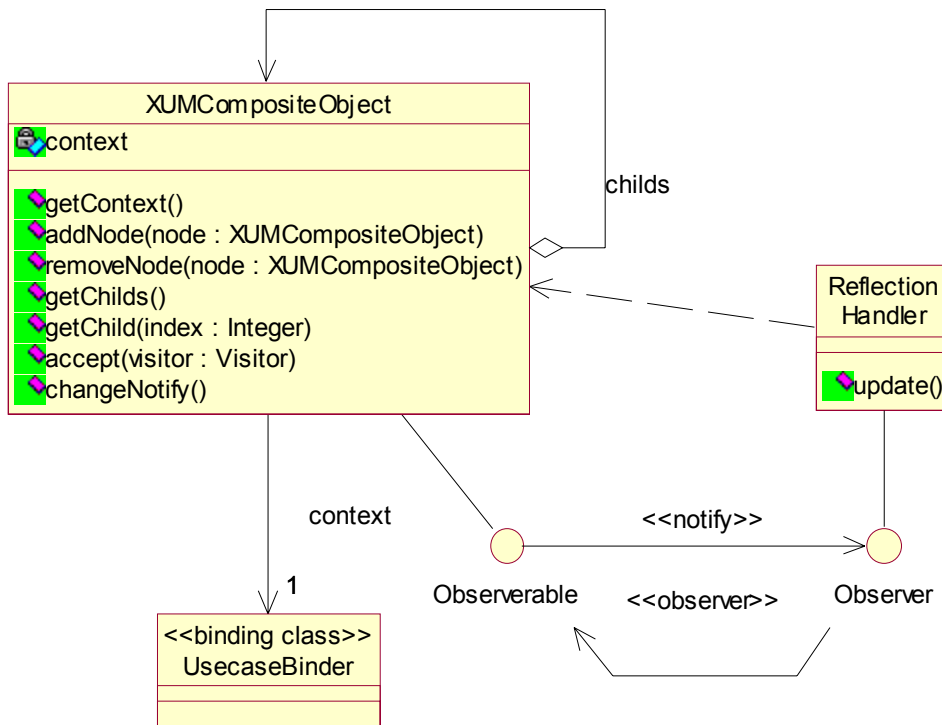 XUMCompositeObject
context
getContext()
addNode(node : XUMCompositeObject)
removeNode(node : XUMCompositeObject)
getChilds()
getChild(index : Integer)
accept(visitor : Visitor)
changeNotify()
childs
Reflection
Handler
update()
context
1
<<notify>>
Observerable
<<observer>>
Observer
<<binding class>>
UsecaseBinder